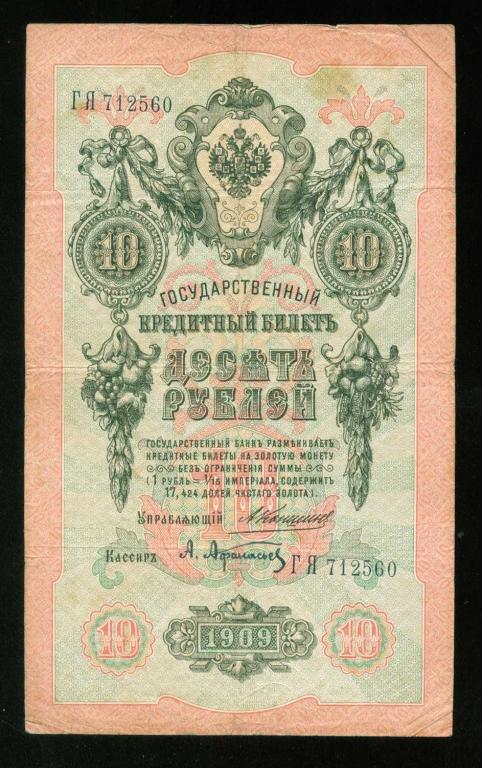 ГЯ 712560
10 10
ГОСУДАРСТВЕННЫЙ
КРЕДИТНЫЙ БИЛЕТЪ
ДЕСЯТЬ
РУБЛЕЙ
ГОСУДАРСТВЕННЫЙ БАНКЪ РАЗМѢНИВАЕТЪ
КРЕДИТНЫЕ БИЛЕТЫ НА ЗОЛОТУЮ МОНЕТУ
БЕЗЪ ОГРАНИЧЕНІЯ СУММЫ
(1 РУБЛЬ = 1/15 ИМПЕРІАЛА, СОДЕРЖИТЪ
17,424 ДОЛЕЙ ЧИСТАГО ЗОЛОТА).
10
УПРАВЛЯЮЩІЙ
КАССИРЪ А. Афанасьев
ГЯ 712560
10 1909 10